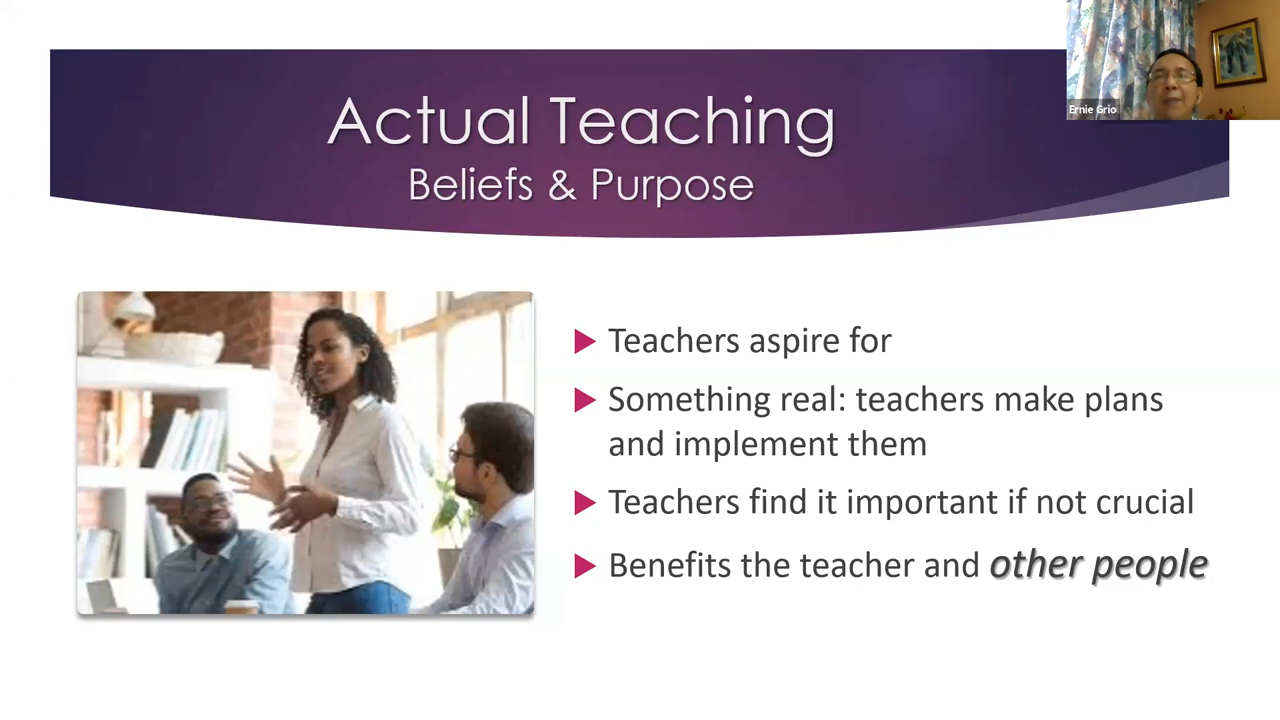 Actual Teaching
Beliefs & Purpose
Ernie Grio
Teachers aspire for
Something real: teachers make plans
and implement them
Teachers find it important if not crucial
Benefits the teacher and other people